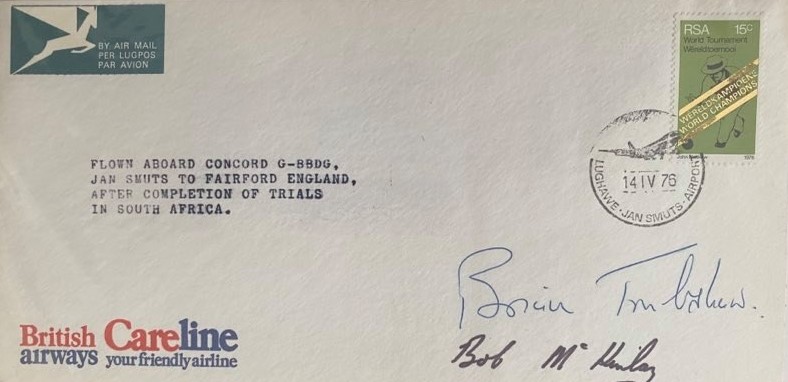 BY AIR MAIL
PER LUGPOS
PAR AVION
RSA 15c
World Tournament
Wêreldtoernooi
WÊRELDKAMPIOENE
WORLD CHAMPIONS
1976
LUGHAWE · JAN SMUTS · AIRPORT
14 IV 76
FLOWN ABOARD CONCORD G-BBDG,
JAN SMUTS TO FAIRFORD ENGLAND,
AFTER COMPLETION OF TRIALS
IN SOUTH AFRICA.
Brian Trubshaw.
Bob McKinlay
British Careline
airways your friendly airline